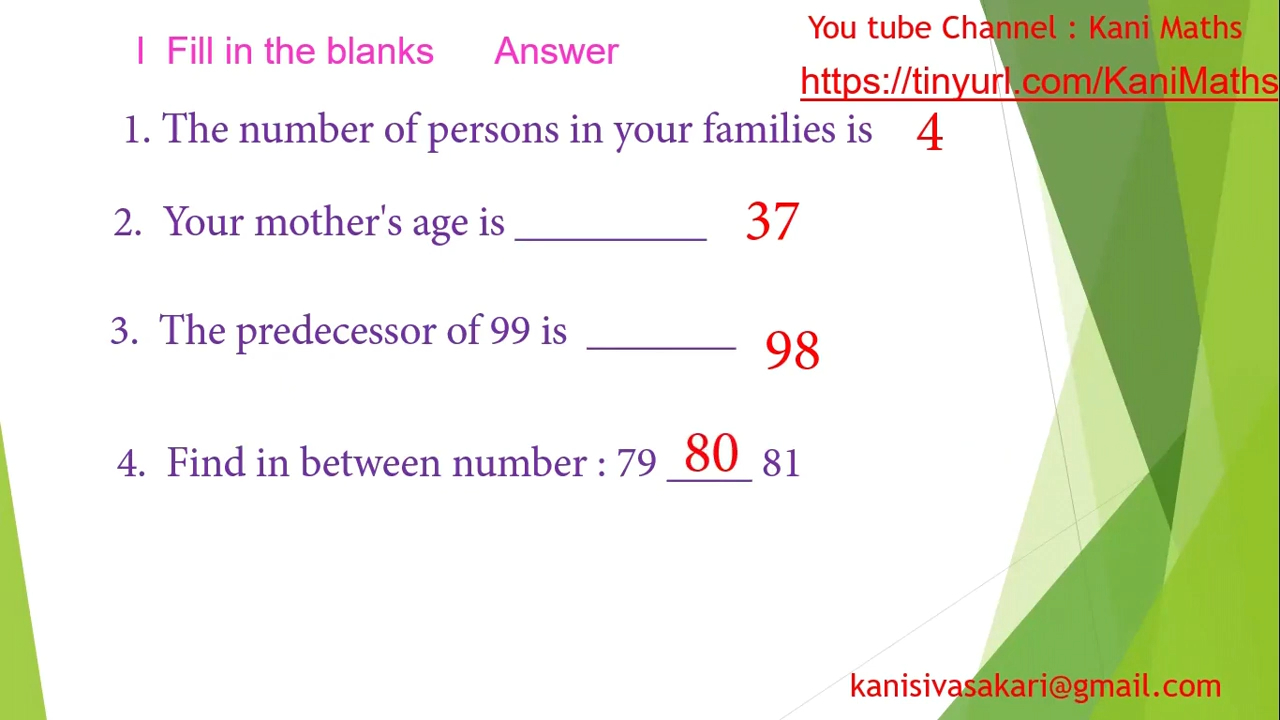 You tube Channel : Kani Maths
I Fill in the blanks Answer
https://tinyurl.com/KaniMaths
1. The number of persons in your families is 4
2. Your mother's age is _________ 37
3. The predecessor of 99 is _______ 98
4. Find in between number : 79 80 81
kanisivasakari@gmail.com